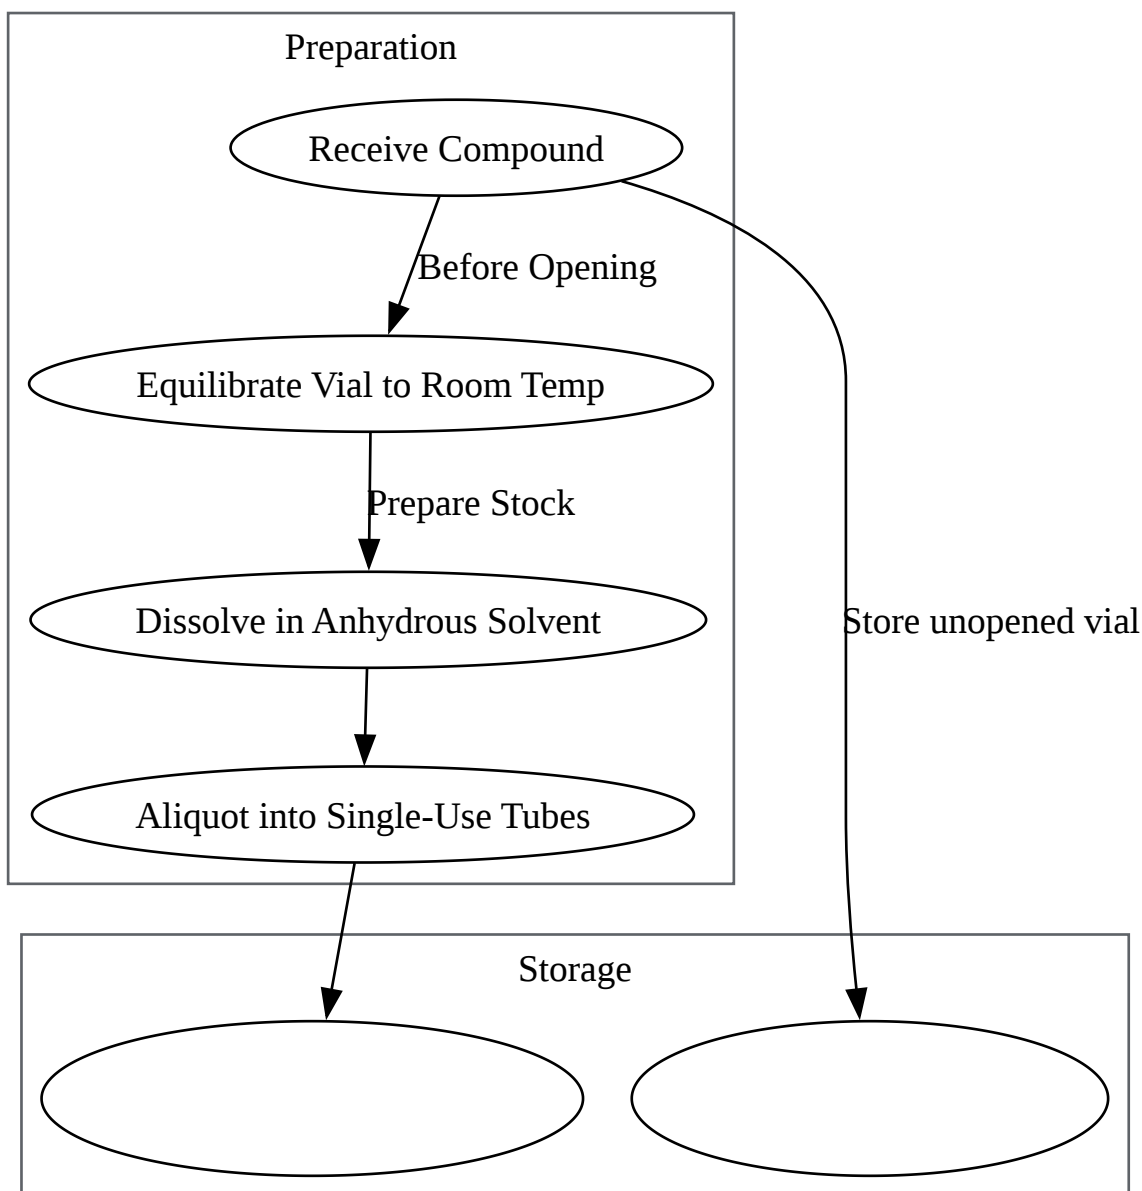 Preparation
Receive Compound
Before Opening
Equilibrate Vial to Room Temp
Prepare Stock
Dissolve in Anhydrous Solvent
Store unopened vial
Aliquot into Single-Use Tubes
Storage